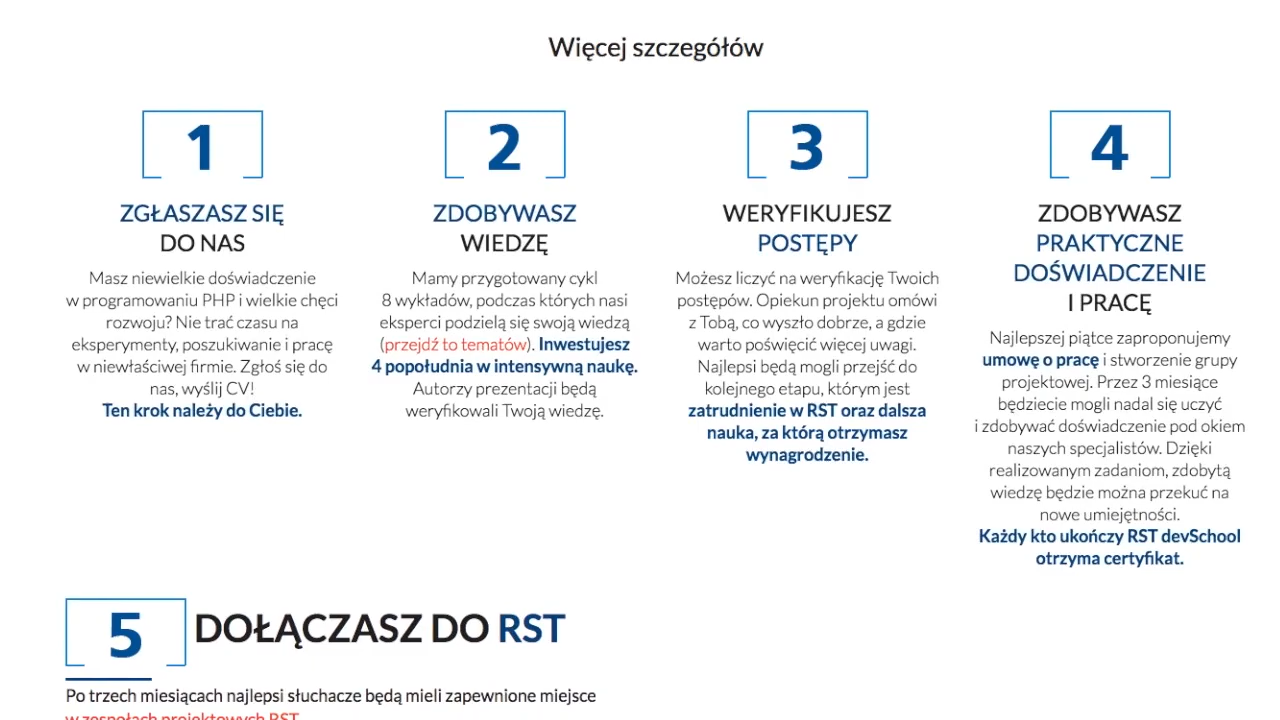 Więcej szczegółów
1
ZGŁASZASZ SIĘ
DO NAS
Masz niewielkie doświadczenie
w programowaniu PHP i wielkie chęci
rozwoju? Nie trać czasu na
eksperymenty, poszukiwanie i pracę
w niewłaściwej firmie. Zgłoś się do
nas, wyślij CV!
Ten krok należy do Ciebie.
2
ZDOBYWASZ
WIEDZĘ
Mamy przygotowany cykl
8 wykładów, podczas których nasi
eksperci podzielą się swoją wiedzą
(przejdź to tematów). Inwestujesz
4 popołudnia w intensywną naukę.
Autorzy prezentacji będą
weryfikowali Twoją wiedzę.
3
WERYFIKUJESZ
POSTĘPY
Możesz liczyć na weryfikację Twoich
postępów. Opiekun projektu omówi
z Tobą, co wyszło dobrze, a gdzie
warto poświęcić więcej uwagi.
Najlepsi będą mogli przejść do
kolejnego etapu, którym jest
zatrudnienie w RST oraz dalsza
nauka, za którą otrzymasz
wynagrodzenie.
4
ZDOBYWASZ
PRAKTYCZNE
DOŚWIADCZENIE
I PRACĘ
Najlepszej piątce zaproponujemy
umowę o pracę i stworzenie grupy
projektowej. Przez 3 miesiące
będziecie mogli nadal się uczyć
i zdobywać doświadczenie pod okiem
naszych specjalistów. Dzięki
realizowanym zadaniom, zdobytą
wiedzę będzie można przekuć na
nowe umiejętności.
Każdy kto ukończy RST devSchool
otrzyma certyfikat.
5
DOŁĄCZASZ DO RST
Po trzech miesiącach najlepsi słuchacze będą mieli zapewnione miejsce
w zespołach projektowych RST